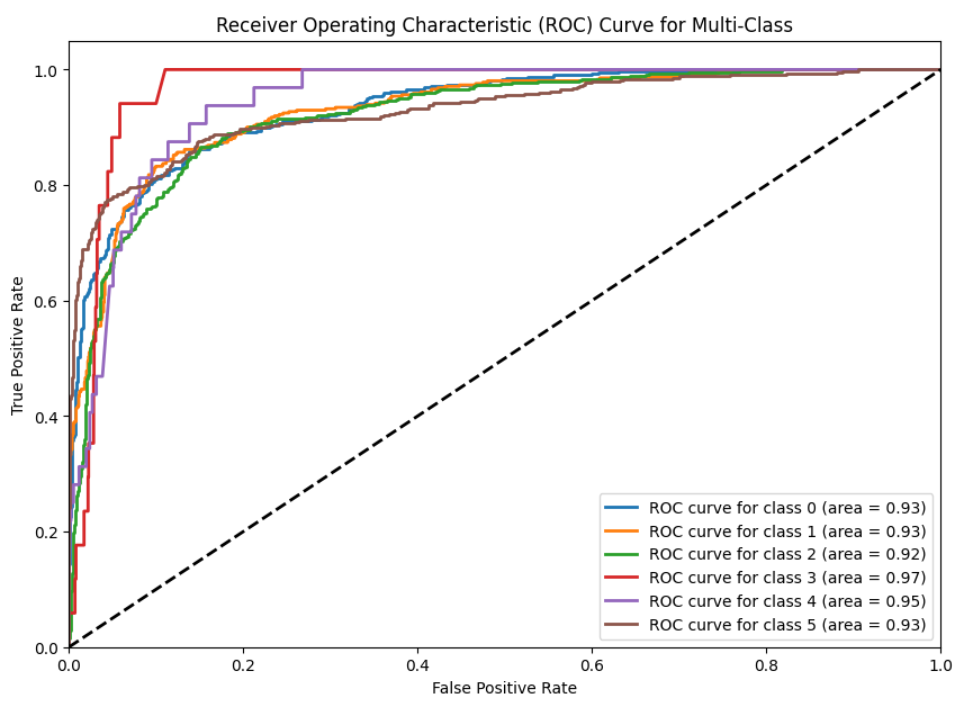 Receiver Operating Characteristic (ROC) Curve for Multi-Class
True Positive Rate
1.0
0.8
0.6
0.4
0.2
0.0
0.0 0.2 0.4 0.6 0.8 1.0
False Positive Rate
ROC curve for class 0 (area = 0.93)
ROC curve for class 1 (area = 0.93)
ROC curve for class 2 (area = 0.92)
ROC curve for class 3 (area = 0.97)
ROC curve for class 4 (area = 0.95)
ROC curve for class 5 (area = 0.93)